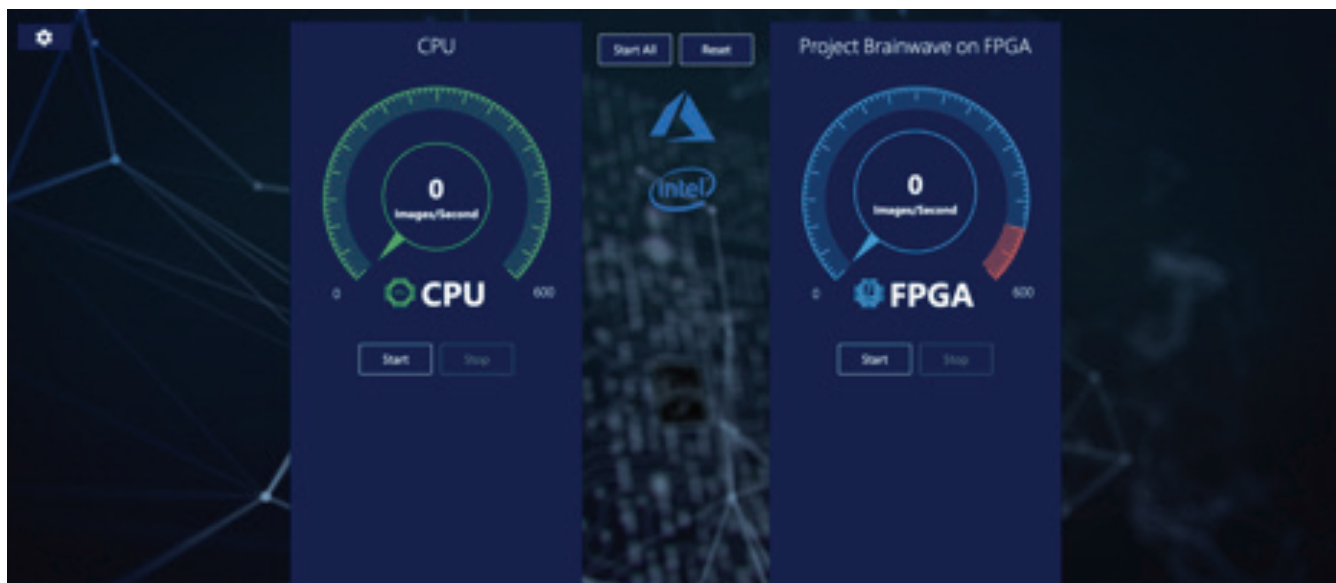 CPU
0
Images/Second
0
600
CPU
Start
Stop
Start All
Reset
intel
Project Brainwave on FPGA
0
Images/Second
0
600
FPGA
Start
Stop